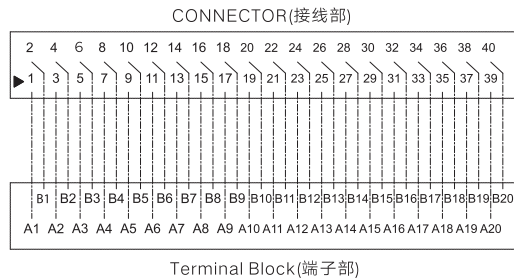 CONNECTOR(接线部)
2 4 6 8 10 12 14 16 18 20 22 24 26 28 30 32 34 36 38 40
1 3 5 7 9 11 13 15 17 19 21 23 25 27 29 31 33 35 37 39
B1 B2 B3 B4 B5 B6 B7 B8 B9 B10 B11 B12 B13 B14 B15 B16 B17 B18 B19 B20
A1 A2 A3 A4 A5 A6 A7 A8 A9 A10 A11 A12 A13 A14 A15 A16 A17 A18 A19 A20
Terminal Block(端子部)